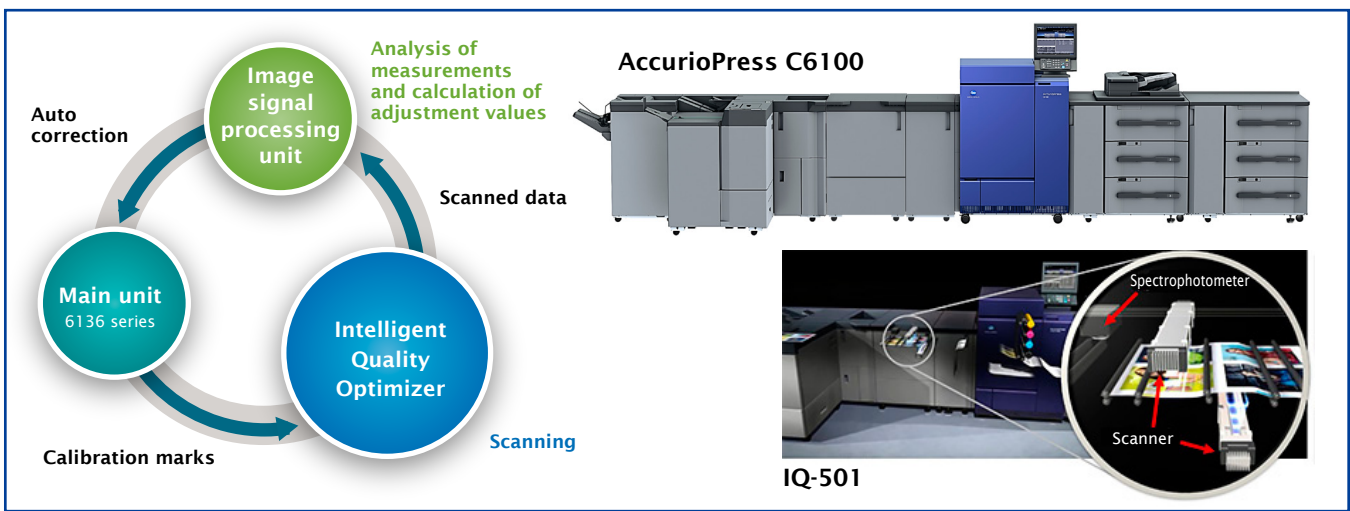 Image
signal
processing
unit
Analysis of
measurements
and calculation of
adjustment values
Auto
correction
Scanned data
Main unit
6136 series
Intelligent
Quality
Optimizer
Scanning
Calibration marks
AccurioPress C6100
Spectrophotometer
Scanner
IQ-501